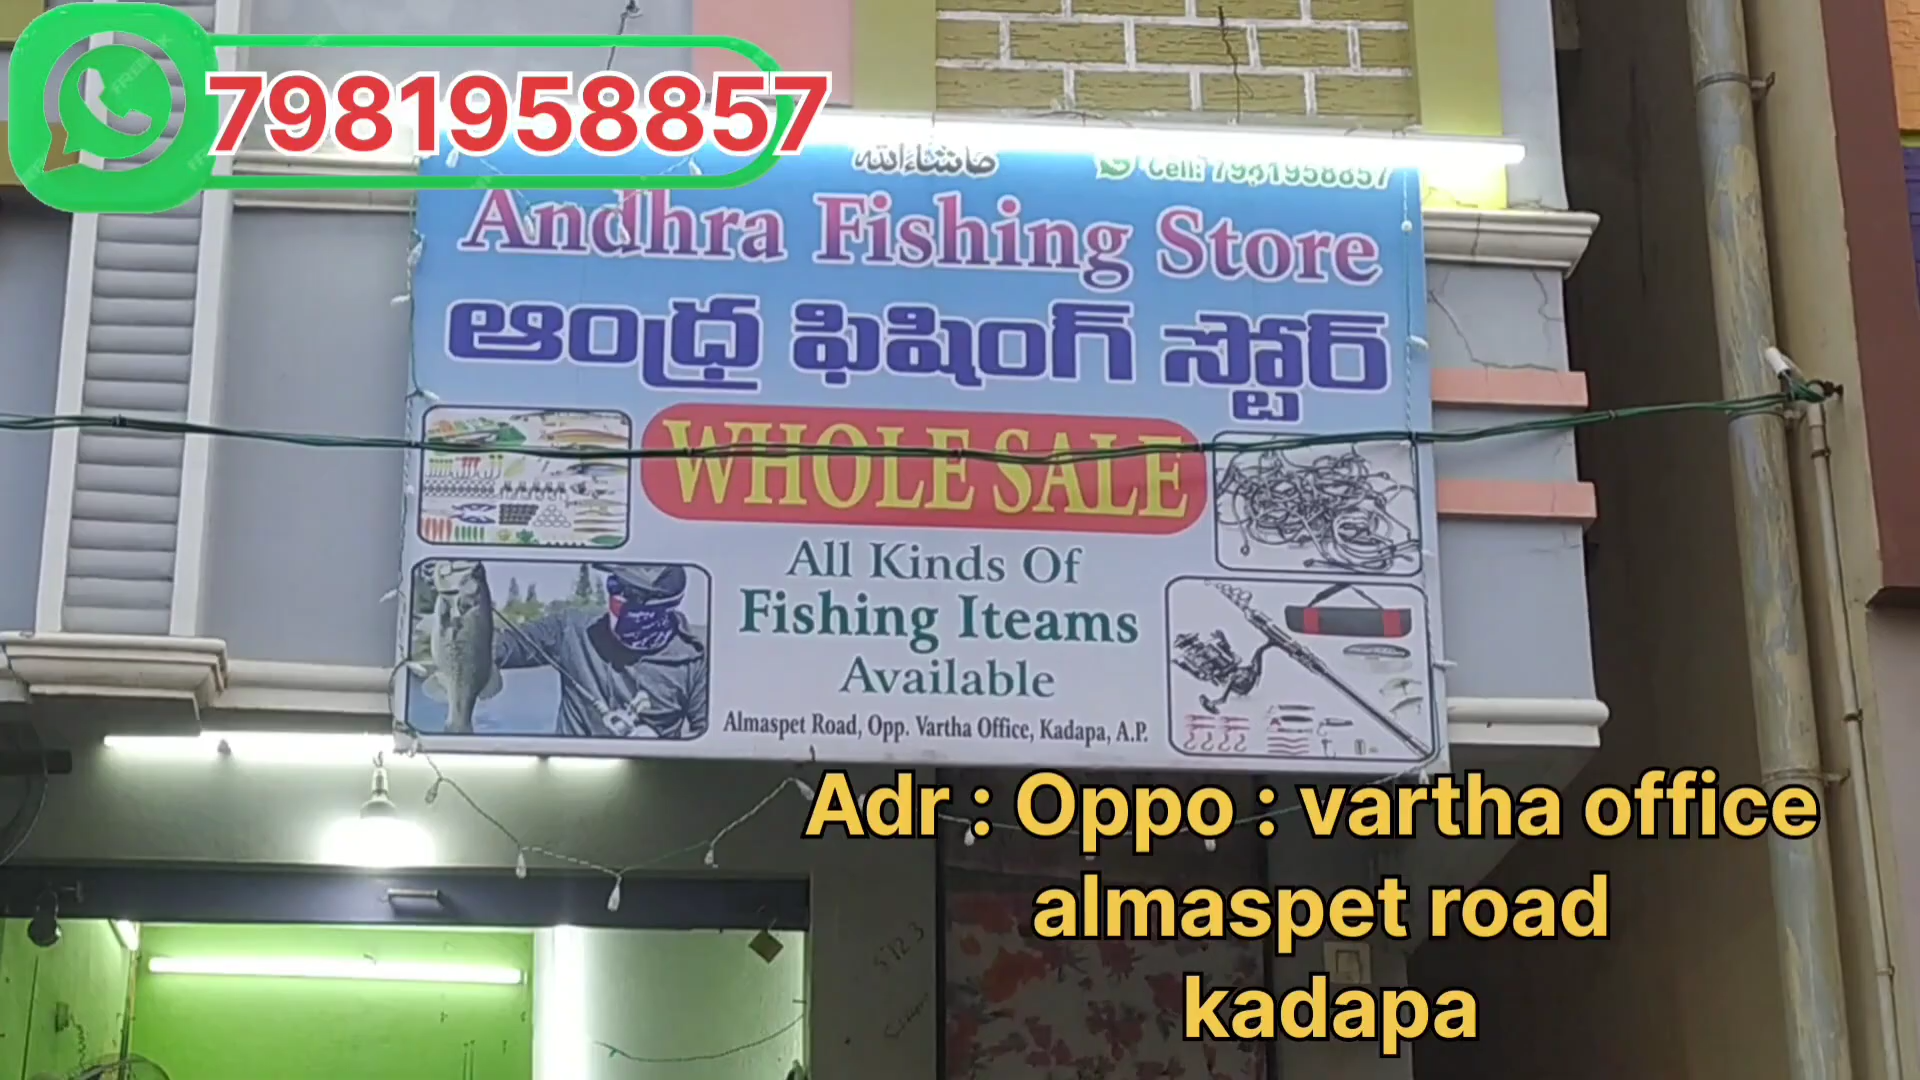 7981958857
ماشاءالله
Cell: 7981958857
Andhra Fishing Store
ఆంధ్ర ఫిషింగ్ స్టోర్
WHOLE SALE
All Kinds Of
Fishing Iteams
Available
Almaspet Road, Opp. Vartha Office, Kadapa, A.P.
Adr : Oppo : vartha office
almaspet road
kadapa